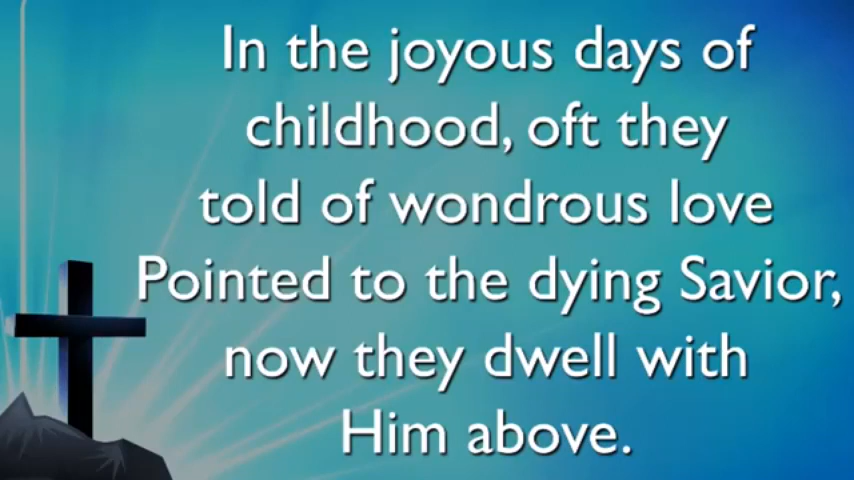 In the joyous days of
childhood, oft they
told of wondrous love
Pointed to the dying Savior,
now they dwell with
Him above.